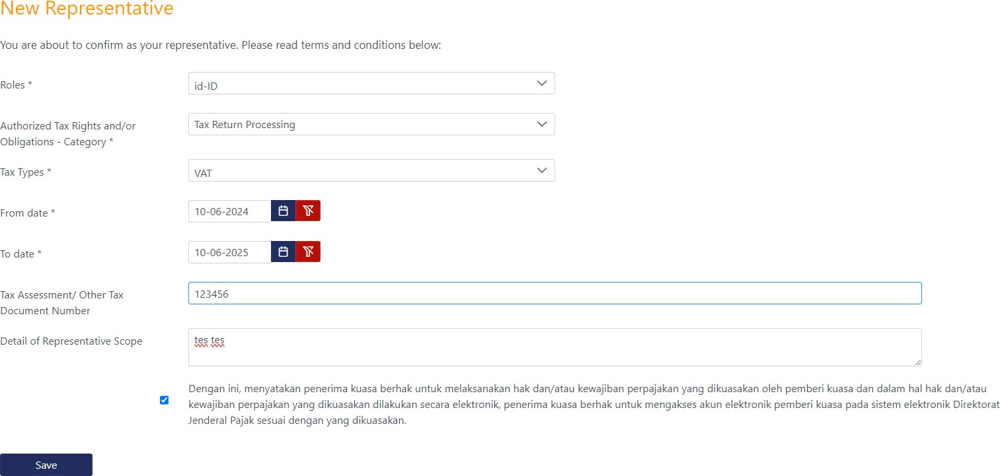 New Representative
You are about to confirm as your representative. Please read terms and conditions below:
Roles *
id-ID
Authorized Tax Rights and/or
Obligations - Category *
Tax Return Processing
Tax Types *
VAT
From date *
10-06-2024
To date *
10-06-2025
Tax Assessment/ Other Tax
Document Number
123456
Detail of Representative Scope
tes tes
Dengan ini, menyatakan penerima kuasa berhak untuk melaksanakan hak dan/atau kewajiban perpajakan yang dikuasakan oleh pemberi kuasa dan dalam hal hak dan/atau
kewajiban perpajakan yang dikuasakan dilakukan secara elektronik, penerima kuasa berhak untuk mengakses akun elektronik pemberi kuasa pada sistem elektronik Direktorat
Jenderal Pajak sesuai dengan yang dikuasakan.
Save